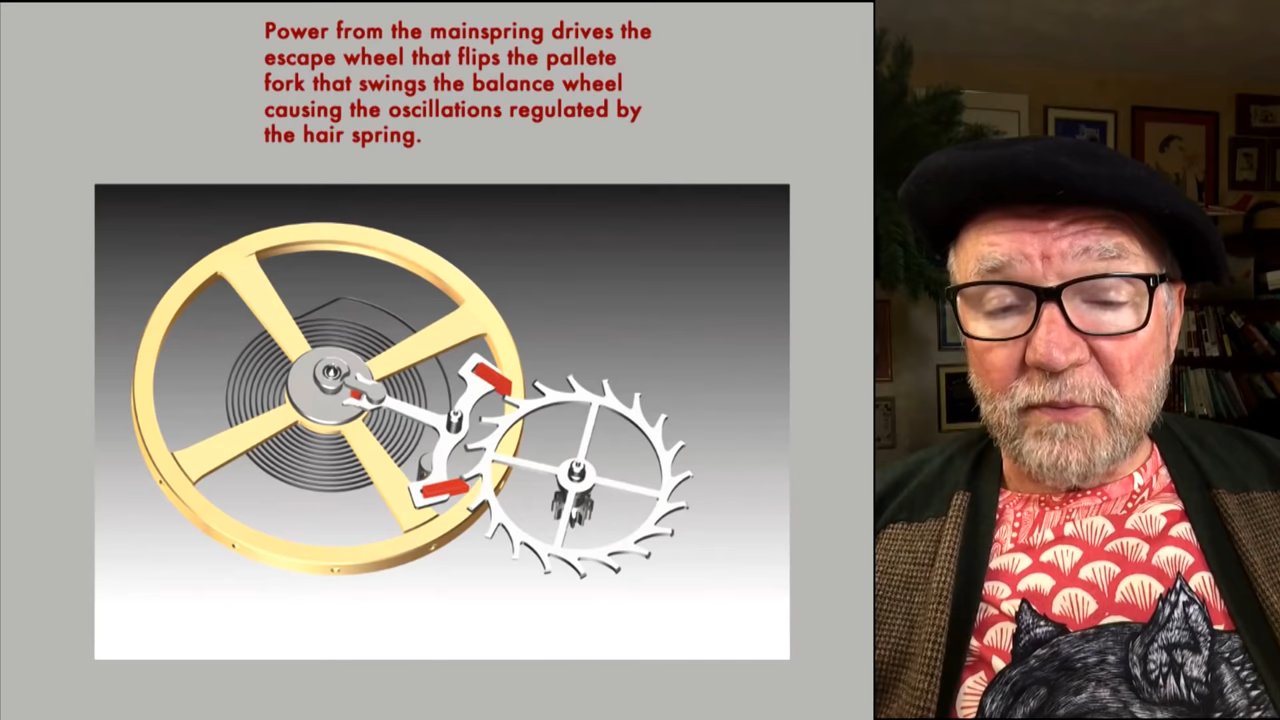 Power from the mainspring drives the
escape wheel that flips the pallete
fork that swings the balance wheel
causing the oscillations regulated by
the hair spring.